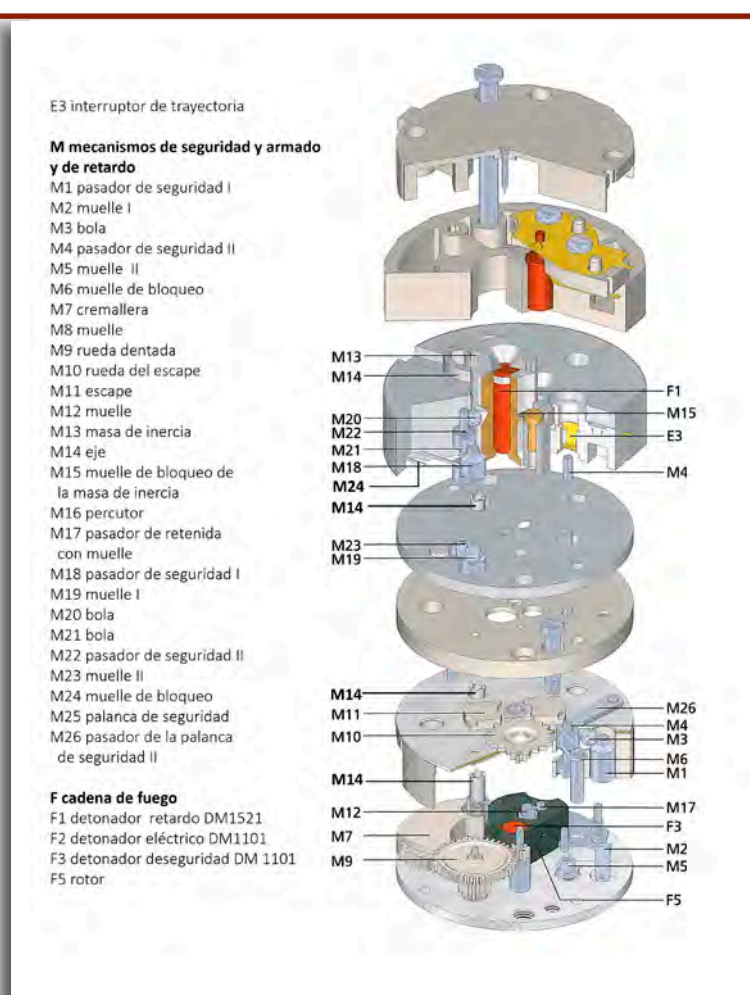 E3 interruptor de trayectoria
M mecanismos de seguridad y armado
y de retardo
M1 pasador de seguridad I
M2 muelle I
M3 bola
M4 pasador de seguridad II
M5 muelle II
M6 muelle de bloqueo
M7 cremallera
M8 muelle
M9 rueda dentada
M10 rueda del escape
M11 escape
M12 muelle
M13 masa de inercia
M14 eje
M15 muelle de bloqueo de
la masa de inercia
M16 percutor
M17 pasador de retenida
con muelle
M18 pasador de seguridad I
M19 muelle I
M20 bola
M21 bola
M22 pasador de seguridad II
M23 muelle II
M24 muelle de bloqueo
M25 palanca de seguridad
M26 pasador de la palanca
de seguridad II
F cadena de fuego
F1 detonador retardo DM1521
F2 detonador eléctrico DM1101
F3 detonador deseguridad DM 1101
F5 rotor
M13
M14
F1
M20
M15
M22
E3
M21
M18
M4
M24
M14
M23
M19
M14
M26
M11
M4
M10
M3
M6
M1
M14
M17
M12
F3
M7
M2
M9
M5
F5